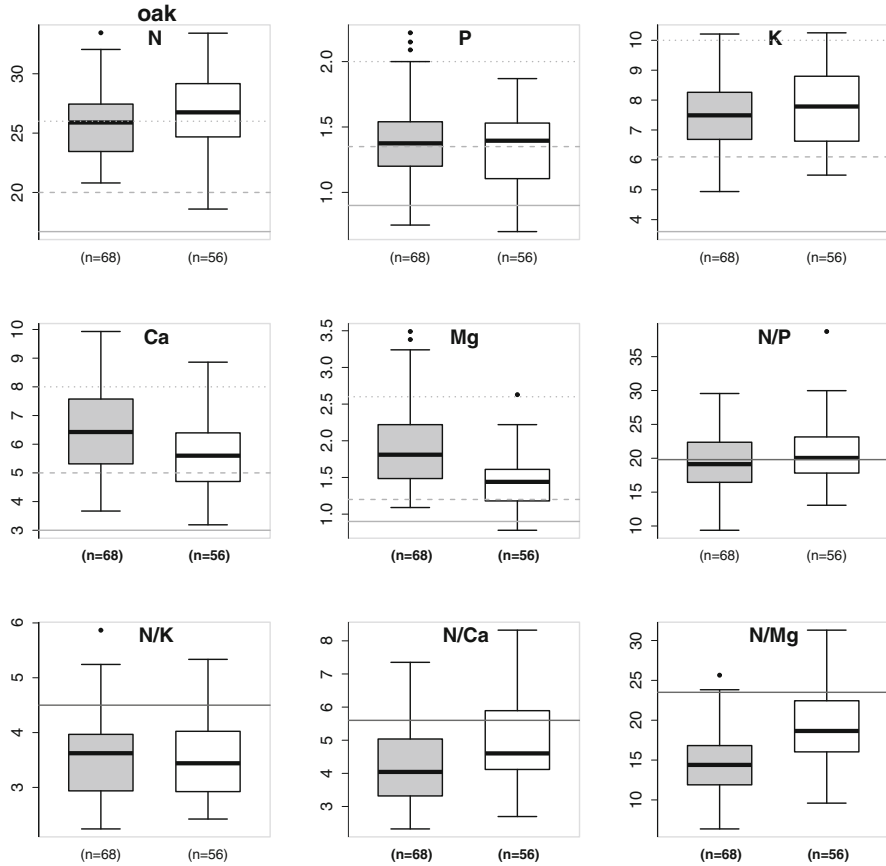 oak
N P K
20 25 30
1.0 1.5 2.0
4 5 6 7 8 9 10
(n=68) (n=56) (n=68) (n=56) (n=68) (n=56)
Ca Mg N/P
3 4 5 6 7 8 9 10
1.0 1.5 2.0 2.5 3.0 3.5
10 15 20 25 30 35
(n=68) (n=56) (n=68) (n=56) (n=68) (n=56)
N/K N/Ca N/Mg
3 4 5 6
3 4 5 6 7 8
10 15 20 25 30
(n=68) (n=56) (n=68) (n=56) (n=68) (n=56)